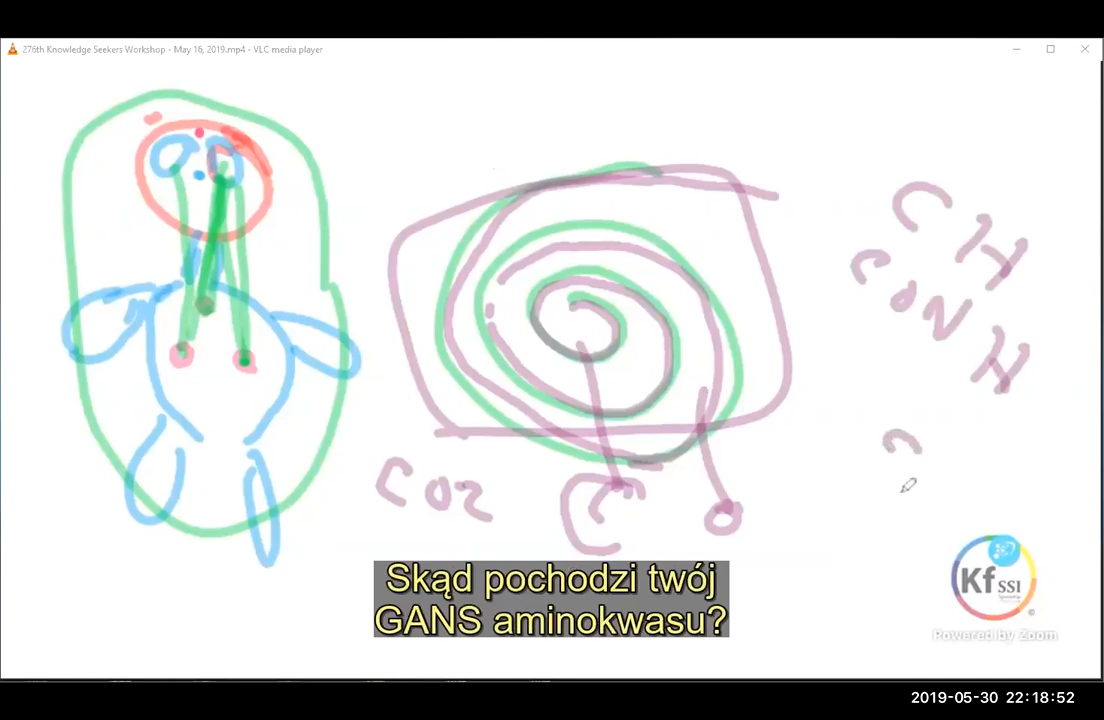 276th Knowledge Seekers Workshop - May 16, 2019.mp4 - VLC media player
CH
CONH
C
CO2
C
O
Skąd pochodzi twój
GANS aminokwasu?
Kf SSI
Powered by Zoom
2019-05-30 22:18:52